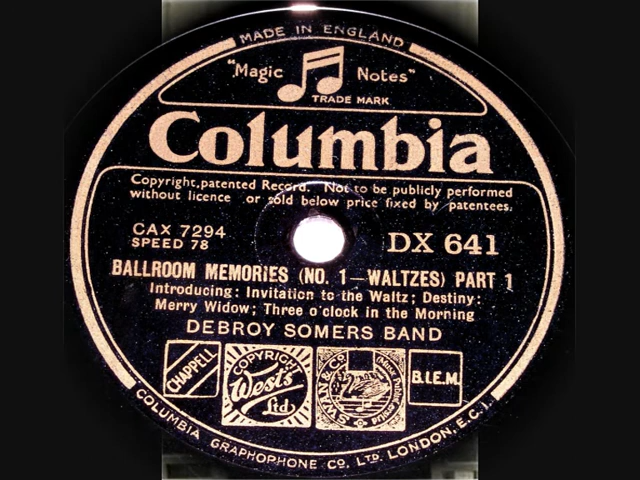 MADE IN ENGLAND
"Magic Notes"
TRADE MARK
Columbia
Copyright, patented Record. Not to be publicly performed
without licence or sold below price fixed by patentees.
CAX 7294
SPEED 78
DX 641
BALLROOM MEMORIES (NO. 1—WALTZES) PART 1
Introducing: Invitation to the Waltz; Destiny:
Merry Widow; Three o'clock in the Morning
DEBROY SOMERS BAND
CHAPPELL
COPYRIGHT
West's
Ltd
SWAN & Co
B.I.E.M.
COLUMBIA GRAPHOPHONE CO. LTD. LONDON, E.C.1.